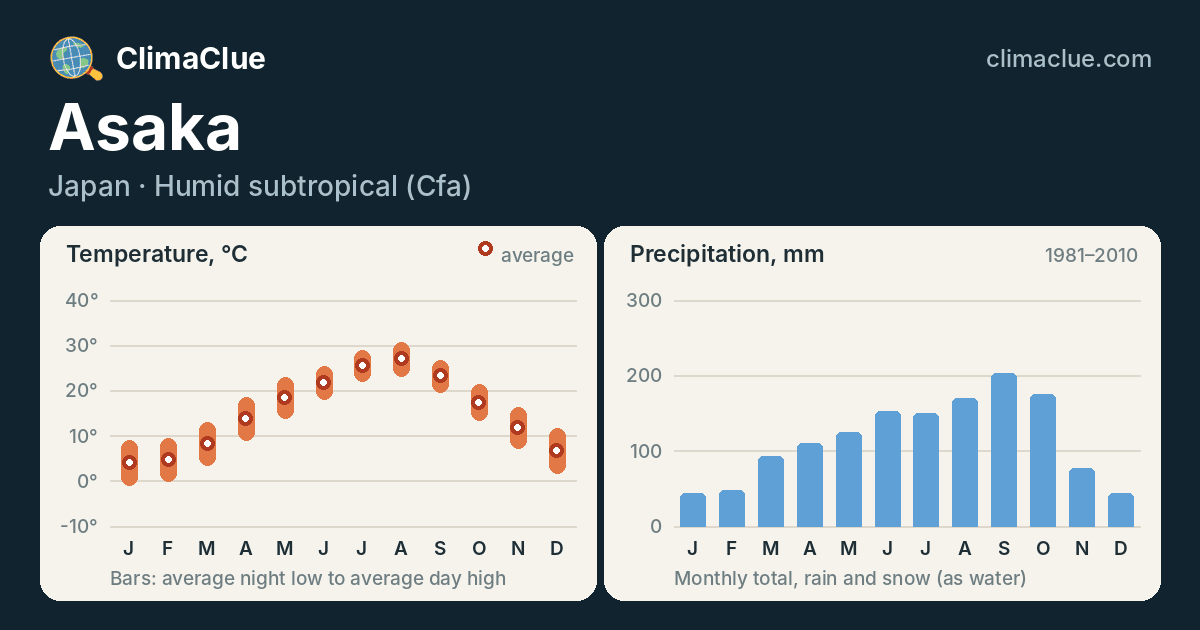 ClimaClue
climaclue.com
Asaka
Japan · Humid subtropical (Cfa)
Temperature, °C
average
40°
30°
20°
10°
0°
-10°
J F M A M J J A S O N D
Bars: average night low to average day high
Precipitation, mm
1981–2010
300
200
100
0
J F M A M J J A S O N D
Monthly total, rain and snow (as water)